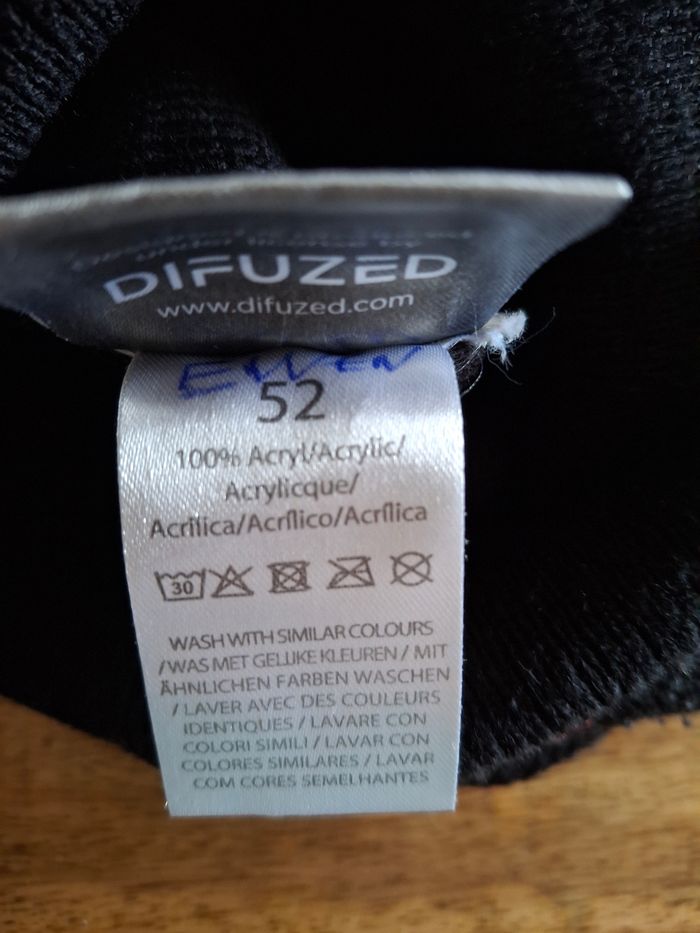 DIFUZED
www.difuzed.com
EWEN
52
100% Acryl/Acrylic/
Acrylicque/
Acrílica/Acrílico/Acrílica
30
WASH WITH SIMILAR COLOURS
/ WAS MET GELIJKE KLEUREN / MIT
ÄHNLICHEN FARBEN WASCHEN
/ LAVER AVEC DES COULEURS
IDENTIQUES / LAVARE CON
COLORI SIMILI / LAVAR CON
COLORES SIMILARES / LAVAR
COM CORES SEMELHANTES